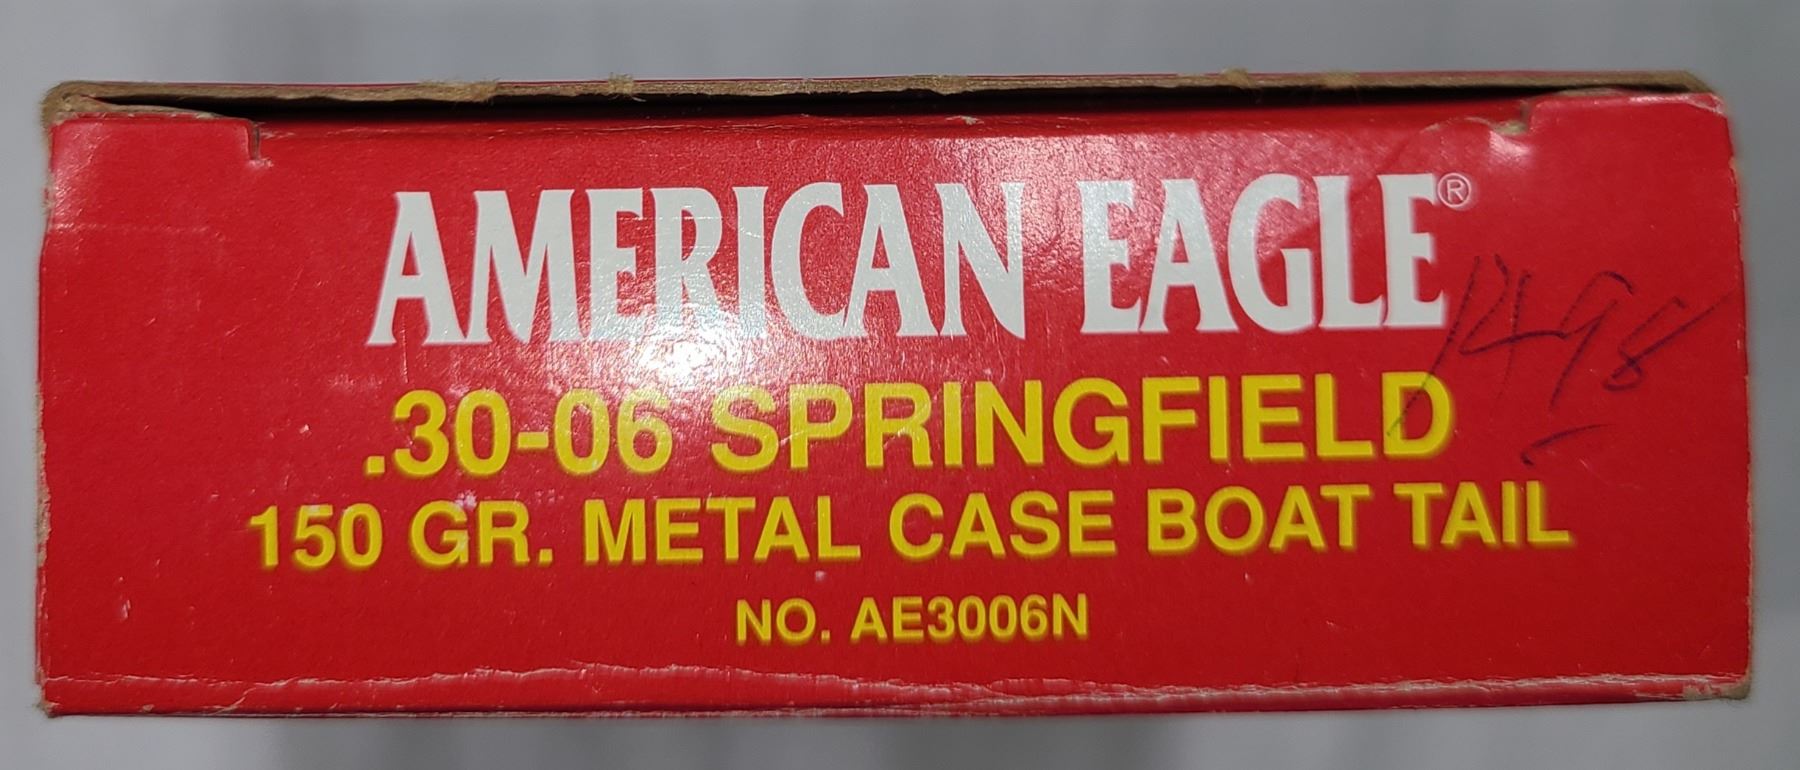 AMERICAN EAGLE®
.30-06 SPRINGFIELD
150 GR. METAL CASE BOAT TAIL
NO. AE3006N